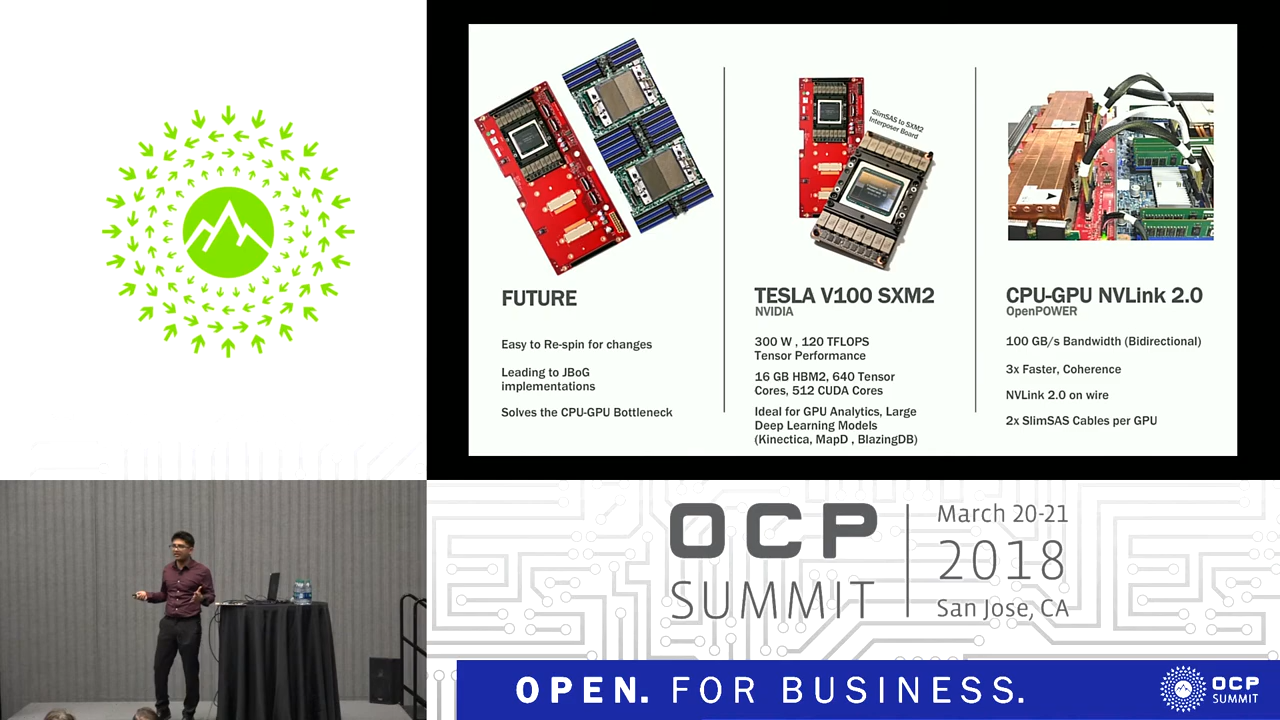 SlimSAS to SXM2
Interposer Board
FUTURE
Easy to Re-spin for changes
Leading to JBoG
implementations
Solves the CPU-GPU Bottleneck
TESLA V100 SXM2
NVIDIA
300 W , 120 TFLOPS
Tensor Performance
16 GB HBM2, 640 Tensor
Cores, 512 CUDA Cores
Ideal for GPU Analytics, Large
Deep Learning Models
(Kinectica, MapD , BlazingDB)
CPU-GPU NVLink 2.0
OpenPOWER
100 GB/s Bandwidth (Bidirectional)
3x Faster, Coherence
NVLink 2.0 on wire
2x SlimSAS Cables per GPU
OCP
SUMMIT
March 20-21
2018
San Jose, CA
OPEN. FOR BUSINESS.
OCP
SUMMIT